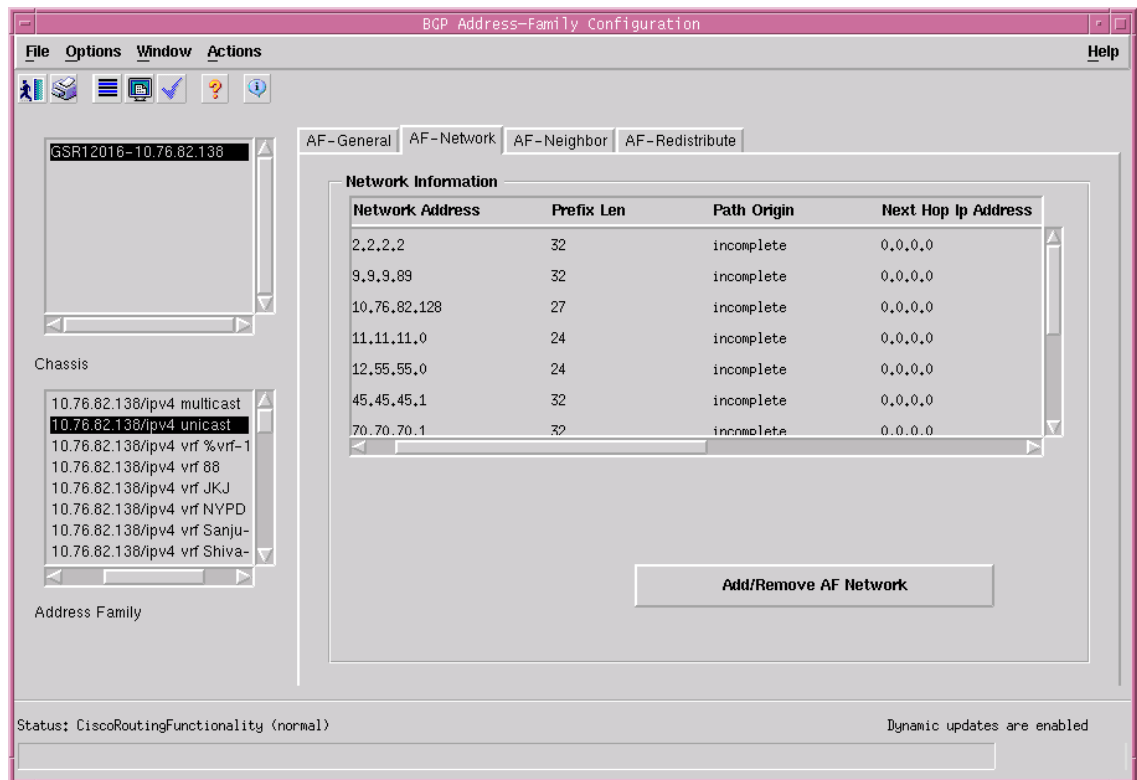 BGP Address-Family Configuration
File Options Window Actions Help
GSR12016-10.76.82.138
Chassis
10.76.82.138/ipv4 multicast
10.76.82.138/ipv4 unicast
10.76.82.138/ipv4 vrf %vrf-1
10.76.82.138/ipv4 vrf 88
10.76.82.138/ipv4 vrf JKJ
10.76.82.138/ipv4 vrf NYPD
10.76.82.138/ipv4 vrf Sanju-
10.76.82.138/ipv4 vrf Shiva-
Address Family
AF-General AF-Network AF-Neighbor AF-Redistribute
Network Information
Network Address Prefix Len Path Origin Next Hop Ip Address
2.2.2.2 32 incomplete 0.0.0.0
9.9.9.89 32 incomplete 0.0.0.0
10.76.82.128 27 incomplete 0.0.0.0
11.11.11.0 24 incomplete 0.0.0.0
12.55.55.0 24 incomplete 0.0.0.0
45.45.45.1 32 incomplete 0.0.0.0
70.70.70.1 32 incomplete 0.0.0.0
Add/Remove AF Network
Status: CiscoRoutingFunctionality (normal) Dynamic updates are enabled